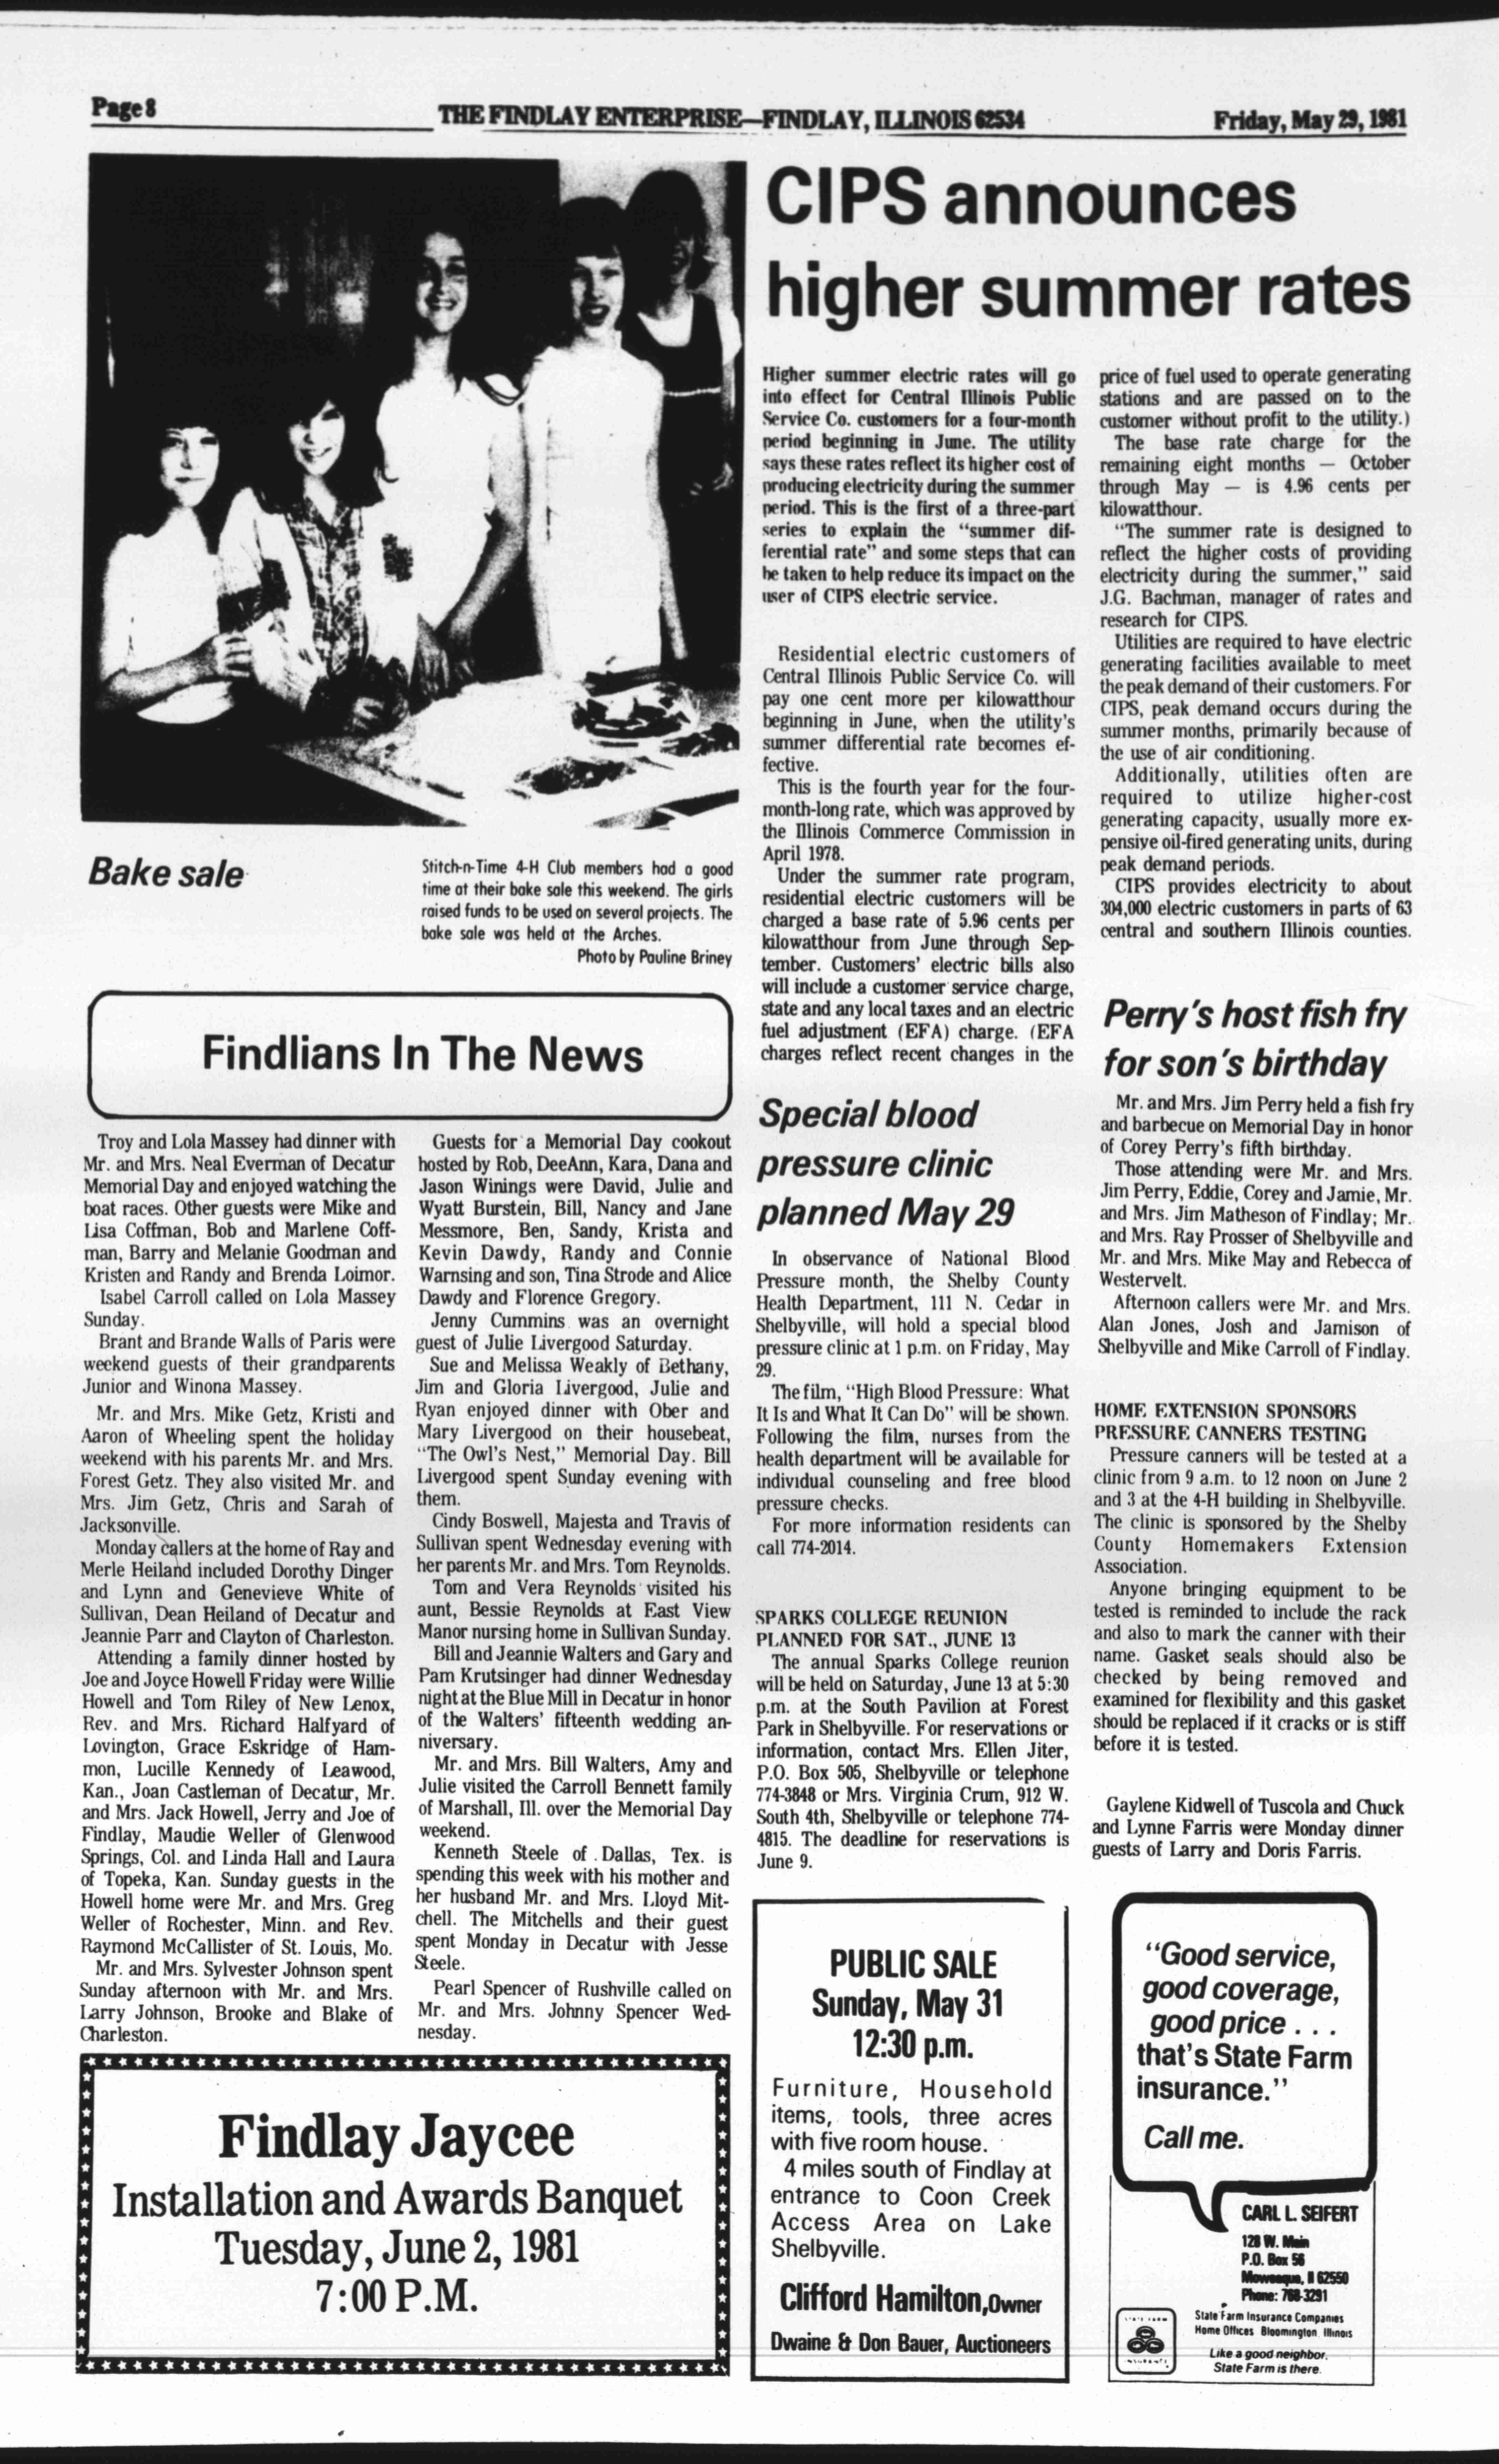 Page 8
THE FINDLAY ENTERPRISE—FINDLAY, ILLINOIS 62534
Friday, May 29, 1981
Bake sale
Stitch-n-Time 4-H Club members had a good
time at their bake sale this weekend. The girls
raised funds to be used on several projects. The
bake sale was held at the Arches.
Photo by Pauline Briney
CIPS announces
higher summer rates
Higher summer electric rates will go
into effect for Central Illinois Public
Service Co. customers for a four-month
period beginning in June. The utility
says these rates reflect its higher cost of
producing electricity during the summer
period. This is the first of a three-part
series to explain the "summer dif-
ferential rate" and some steps that can
be taken to help reduce its impact on the
user of CIPS electric service.
Residential electric customers of
Central Illinois Public Service Co. will
pay one cent more per kilowatthour
beginning in June, when the utility's
summer differential rate becomes ef-
fective.
This is the fourth year for the four-
month-long rate, which was approved by
the Illinois Commerce Commission in
April 1978.
Under the summer rate program,
residential electric customers will be
charged a base rate of 5.96 cents per
kilowatthour from June through Sep-
tember. Customers' electric bills also
will include a customer service charge,
state and any local taxes and an electric
fuel adjustment (EFA) charge. (EFA
charges reflect recent changes in the
price of fuel used to operate generating
stations and are passed on to the
customer without profit to the utility.)
The base rate charge for the
remaining eight months — October
through May — is 4.96 cents per
kilowatthour.
"The summer rate is designed to
reflect the higher costs of providing
electricity during the summer," said
J.G. Bachman, manager of rates and
research for CIPS.
Utilities are required to have electric
generating facilities available to meet
the peak demand of their customers. For
CIPS, peak demand occurs during the
summer months, primarily because of
the use of air conditioning.
Additionally, utilities often are
required to utilize higher-cost
generating capacity, usually more ex-
pensive oil-fired generating units, during
peak demand periods.
CIPS provides electricity to about
304,000 electric customers in parts of 63
central and southern Illinois counties.
Findlians In The News
Troy and Lola Massey had dinner with
Mr. and Mrs. Neal Everman of Decatur
Memorial Day and enjoyed watching the
boat races. Other guests were Mike and
Lisa Coffman, Bob and Marlene Coff-
man, Barry and Melanie Goodman and
Kristen and Randy and Brenda Loimor.
Isabel Carroll called on Lola Massey
Sunday.
Brant and Brande Walls of Paris were
weekend guests of their grandparents
Junior and Winona Massey.
Mr. and Mrs. Mike Getz, Kristi and
Aaron of Wheeling spent the holiday
weekend with his parents Mr. and Mrs.
Forest Getz. They also visited Mr. and
Mrs. Jim Getz, Chris and Sarah of
Jacksonville.
Monday callers at the home of Ray and
Merle Heiland included Dorothy Dinger
and Lynn and Genevieve White of
Sullivan, Dean Heiland of Decatur and
Jeannie Parr and Clayton of Charleston.
Attending a family dinner hosted by
Joe and Joyce Howell Friday were Willie
Howell and Tom Riley of New Lenox,
Rev. and Mrs. Richard Halfyard of
Lovington, Grace Eskridge of Ham-
mon, Lucille Kennedy of Leawood,
Kan., Joan Castleman of Decatur, Mr.
and Mrs. Jack Howell, Jerry and Joe of
Findlay, Maudie Weller of Glenwood
Springs, Col. and Linda Hall and Laura
of Topeka, Kan. Sunday guests in the
Howell home were Mr. and Mrs. Greg
Weller of Rochester, Minn. and Rev.
Raymond McCallister of St. Louis, Mo.
Mr. and Mrs. Sylvester Johnson spent
Sunday afternoon with Mr. and Mrs.
Larry Johnson, Brooke and Blake of
Charleston.
Guests for a Memorial Day cookout
hosted by Rob, DeeAnn, Kara, Dana and
Jason Winings were David, Julie and
Wyatt Burstein, Bill, Nancy and Jane
Messmore, Ben, Sandy, Krista and
Kevin Dawdy, Randy and Connie
Warnsing and son, Tina Strode and Alice
Dawdy and Florence Gregory.
Jenny Cummins was an overnight
guest of Julie Livergood Saturday.
Sue and Melissa Weakly of Bethany,
Jim and Gloria Livergood, Julie and
Ryan enjoyed dinner with Ober and
Mary Livergood on their housebeat,
"The Owl's Nest," Memorial Day. Bill
Livergood spent Sunday evening with
them.
Cindy Boswell, Majesta and Travis of
Sullivan spent Wednesday evening with
her parents Mr. and Mrs. Tom Reynolds.
Tom and Vera Reynolds visited his
aunt, Bessie Reynolds at East View
Manor nursing home in Sullivan Sunday.
Bill and Jeannie Walters and Gary and
Pam Krutsinger had dinner Wednesday
night at the Blue Mill in Decatur in honor
of the Walters' fifteenth wedding an-
niversary.
Mr. and Mrs. Bill Walters, Amy and
Julie visited the Carroll Bennett family
of Marshall, Ill. over the Memorial Day
weekend.
Kenneth Steele of Dallas, Tex. is
spending this week with his mother and
her husband Mr. and Mrs. Lloyd Mit-
chell. The Mitchells and their guest
spent Monday in Decatur with Jesse
Steele.
Pearl Spencer of Rushville called on
Mr. and Mrs. Johnny Spencer Wed-
nesday.
Special blood
pressure clinic
planned May 29
In observance of National Blood
Pressure month, the Shelby County
Health Department, 111 N. Cedar in
Shelbyville, will hold a special blood
pressure clinic at 1 p.m. on Friday, May
29.
The film, "High Blood Pressure: What
It Is and What It Can Do" will be shown.
Following the film, nurses from the
health department will be available for
individual counseling and free blood
pressure checks.
For more information residents can
call 774-2014.
SPARKS COLLEGE REUNION
PLANNED FOR SAT., JUNE 13
The annual Sparks College reunion
will be held on Saturday, June 13 at 5:30
p.m. at the South Pavilion at Forest
Park in Shelbyville. For reservations or
information, contact Mrs. Ellen Jiter,
P.O. Box 505, Shelbyville or telephone
774-3848 or Mrs. Virginia Crum, 912 W.
South 4th, Shelbyville or telephone 774-
4815. The deadline for reservations is
June 9.
Perry's host fish fry
for son's birthday
Mr. and Mrs. Jim Perry held a fish fry
and barbecue on Memorial Day in honor
of Corey Perry's fifth birthday.
Those attending were Mr. and Mrs.
Jim Perry, Eddie, Corey and Jamie, Mr.
and Mrs. Jim Matheson of Findlay; Mr.
and Mrs. Ray Prosser of Shelbyville and
Mr. and Mrs. Mike May and Rebecca of
Westervelt.
Afternoon callers were Mr. and Mrs.
Alan Jones, Josh and Jamison of
Shelbyville and Mike Carroll of Findlay.
HOME EXTENSION SPONSORS
PRESSURE CANNERS TESTING
Pressure canners will be tested at a
clinic from 9 a.m. to 12 noon on June 2
and 3 at the 4-H building in Shelbyville.
The clinic is sponsored by the Shelby
County Homemakers Extension
Association.
Anyone bringing equipment to be
tested is reminded to include the rack
and also to mark the canner with their
name. Gasket seals should also be
checked by being removed and
examined for flexibility and this gasket
should be replaced if it cracks or is stiff
before it is tested.
Gaylene Kidwell of Tuscola and Chuck
and Lynne Farris were Monday dinner
guests of Larry and Doris Farris.
Findlay Jaycee
Installation and Awards Banquet
Tuesday, June 2, 1981
7:00 P.M.
PUBLIC SALE
Sunday, May 31
12:30 p.m.
Furniture, Household
items, tools, three acres
with five room house.
4 miles south of Findlay at
entrance to Coon Creek
Access Area on Lake
Shelbyville.
Clifford Hamilton, Owner
Dwaine & Don Bauer, Auctioneers
"Good service,
good coverage,
good price . . .
that's State Farm
insurance."
Call me.
CARL L. SEIFERT
128 W. Main
P.O. Box 56
Moweaqua, Il 62550
Phone: 768-3291
State Farm Insurance Companies
Home Offices Bloomington Illinois
Like a good neighbor,
State Farm is there.
STATE FARM
INSURANCE